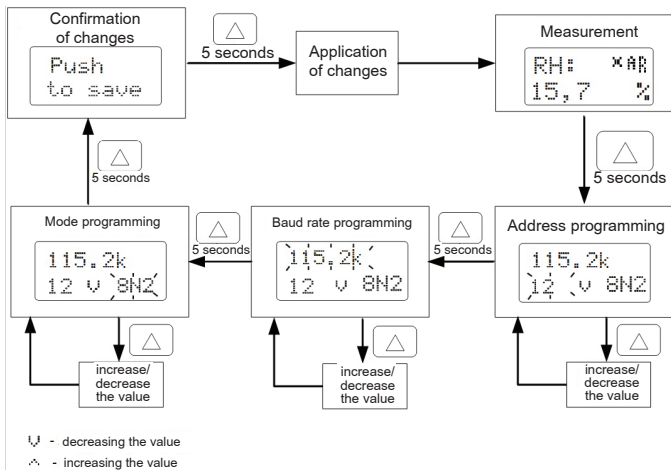 Confirmation
of changes
Push
to save
5 seconds
Application
of changes
Measurement
RH: AR
15,7 %
5 seconds
5 seconds
Mode programming
115.2k
12 v 8N2
5 seconds
Baud rate programming
115.2k
12 v 8N2
5 seconds
Address programming
115.2k
12 v 8N2
increase/
decrease
the value
increase/
decrease
the value
increase/
decrease
the value
v - decreasing the value
^ - increasing the value